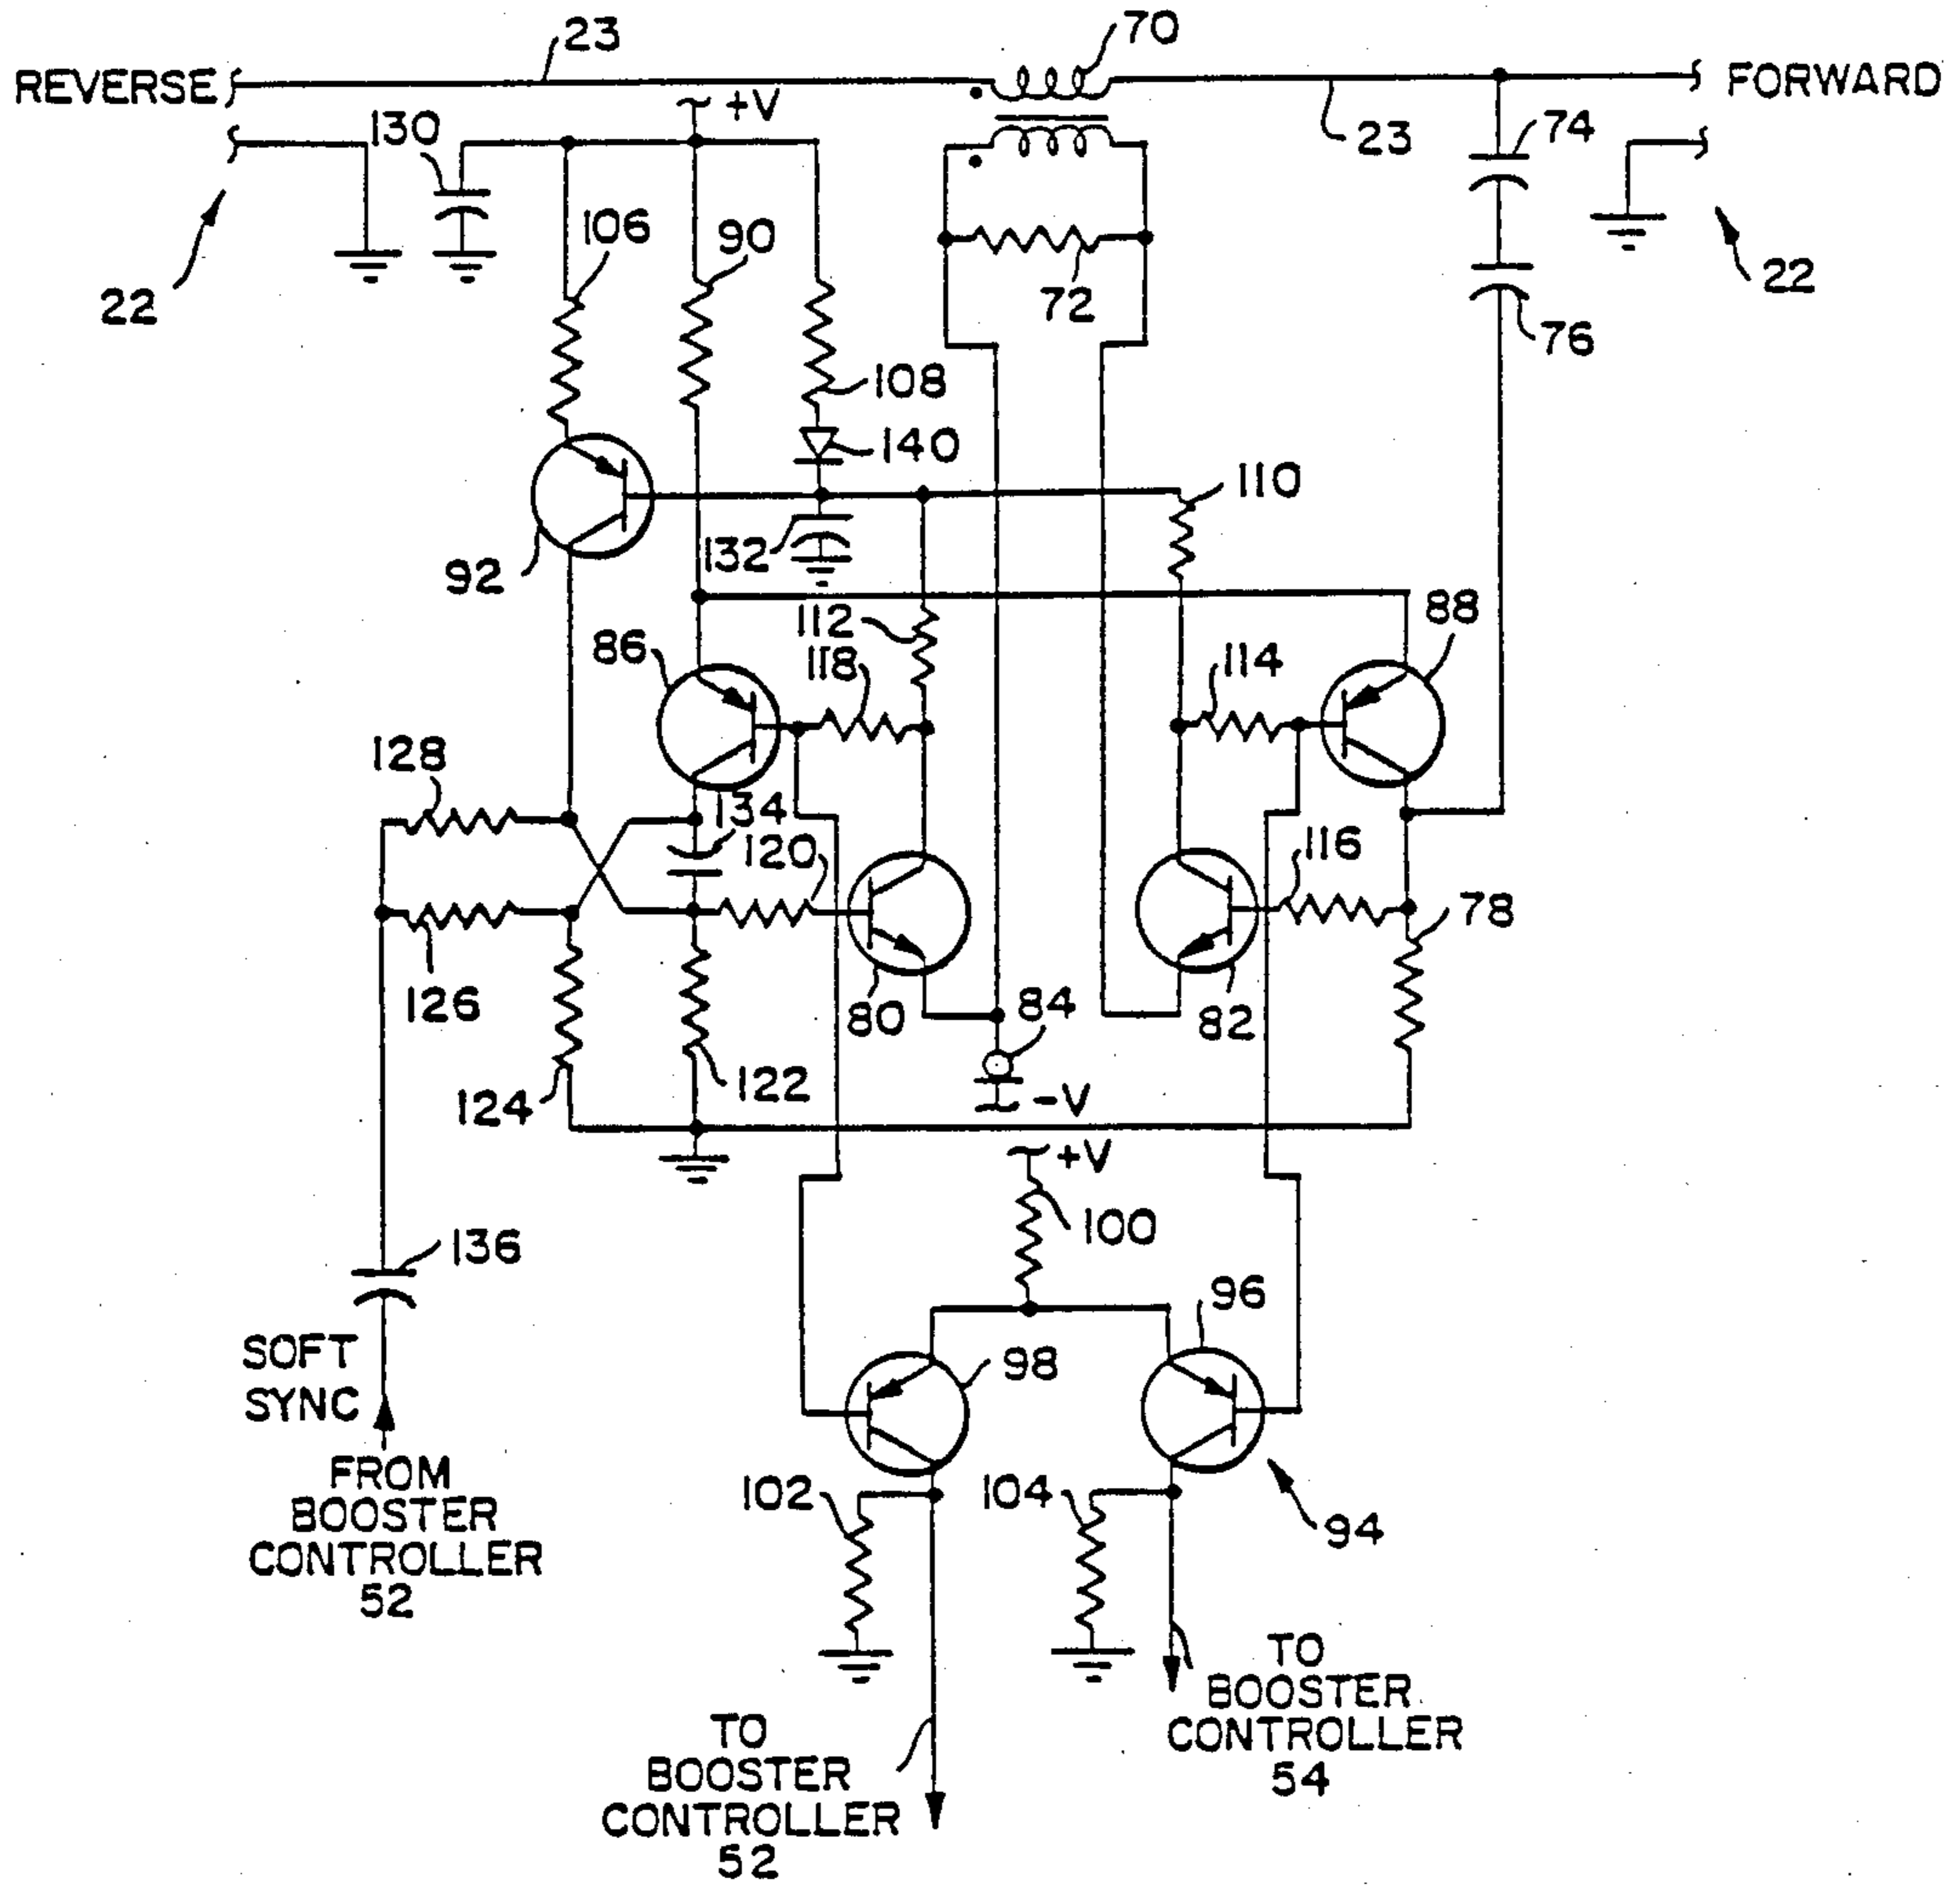 23
70
REVERSE
+V
FORWARD
130
23
74
106
90
72
22
22
76
108
140
110
92
132
112
88
86
118
114
128
134
120
116
78
126
80
84
82
124
122
-V
+V
100
136
96
SOFT
SYNC
98
FROM
BOOSTER
CONTROLLER
52
102
104
94
TO
BOOSTER
CONTROLLER
54
TO
BOOSTER
CONTROLLER
52